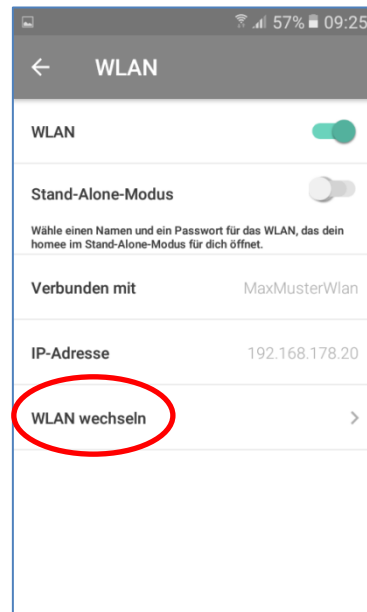 57% 09:25
WLAN
WLAN
Stand-Alone-Modus
Wähle einen Namen und ein Passwort für das WLAN, das dein
homee im Stand-Alone-Modus für dich öffnet.
Verbunden mit MaxMusterWlan
IP-Adresse 192.168.178.20
WLAN wechseln